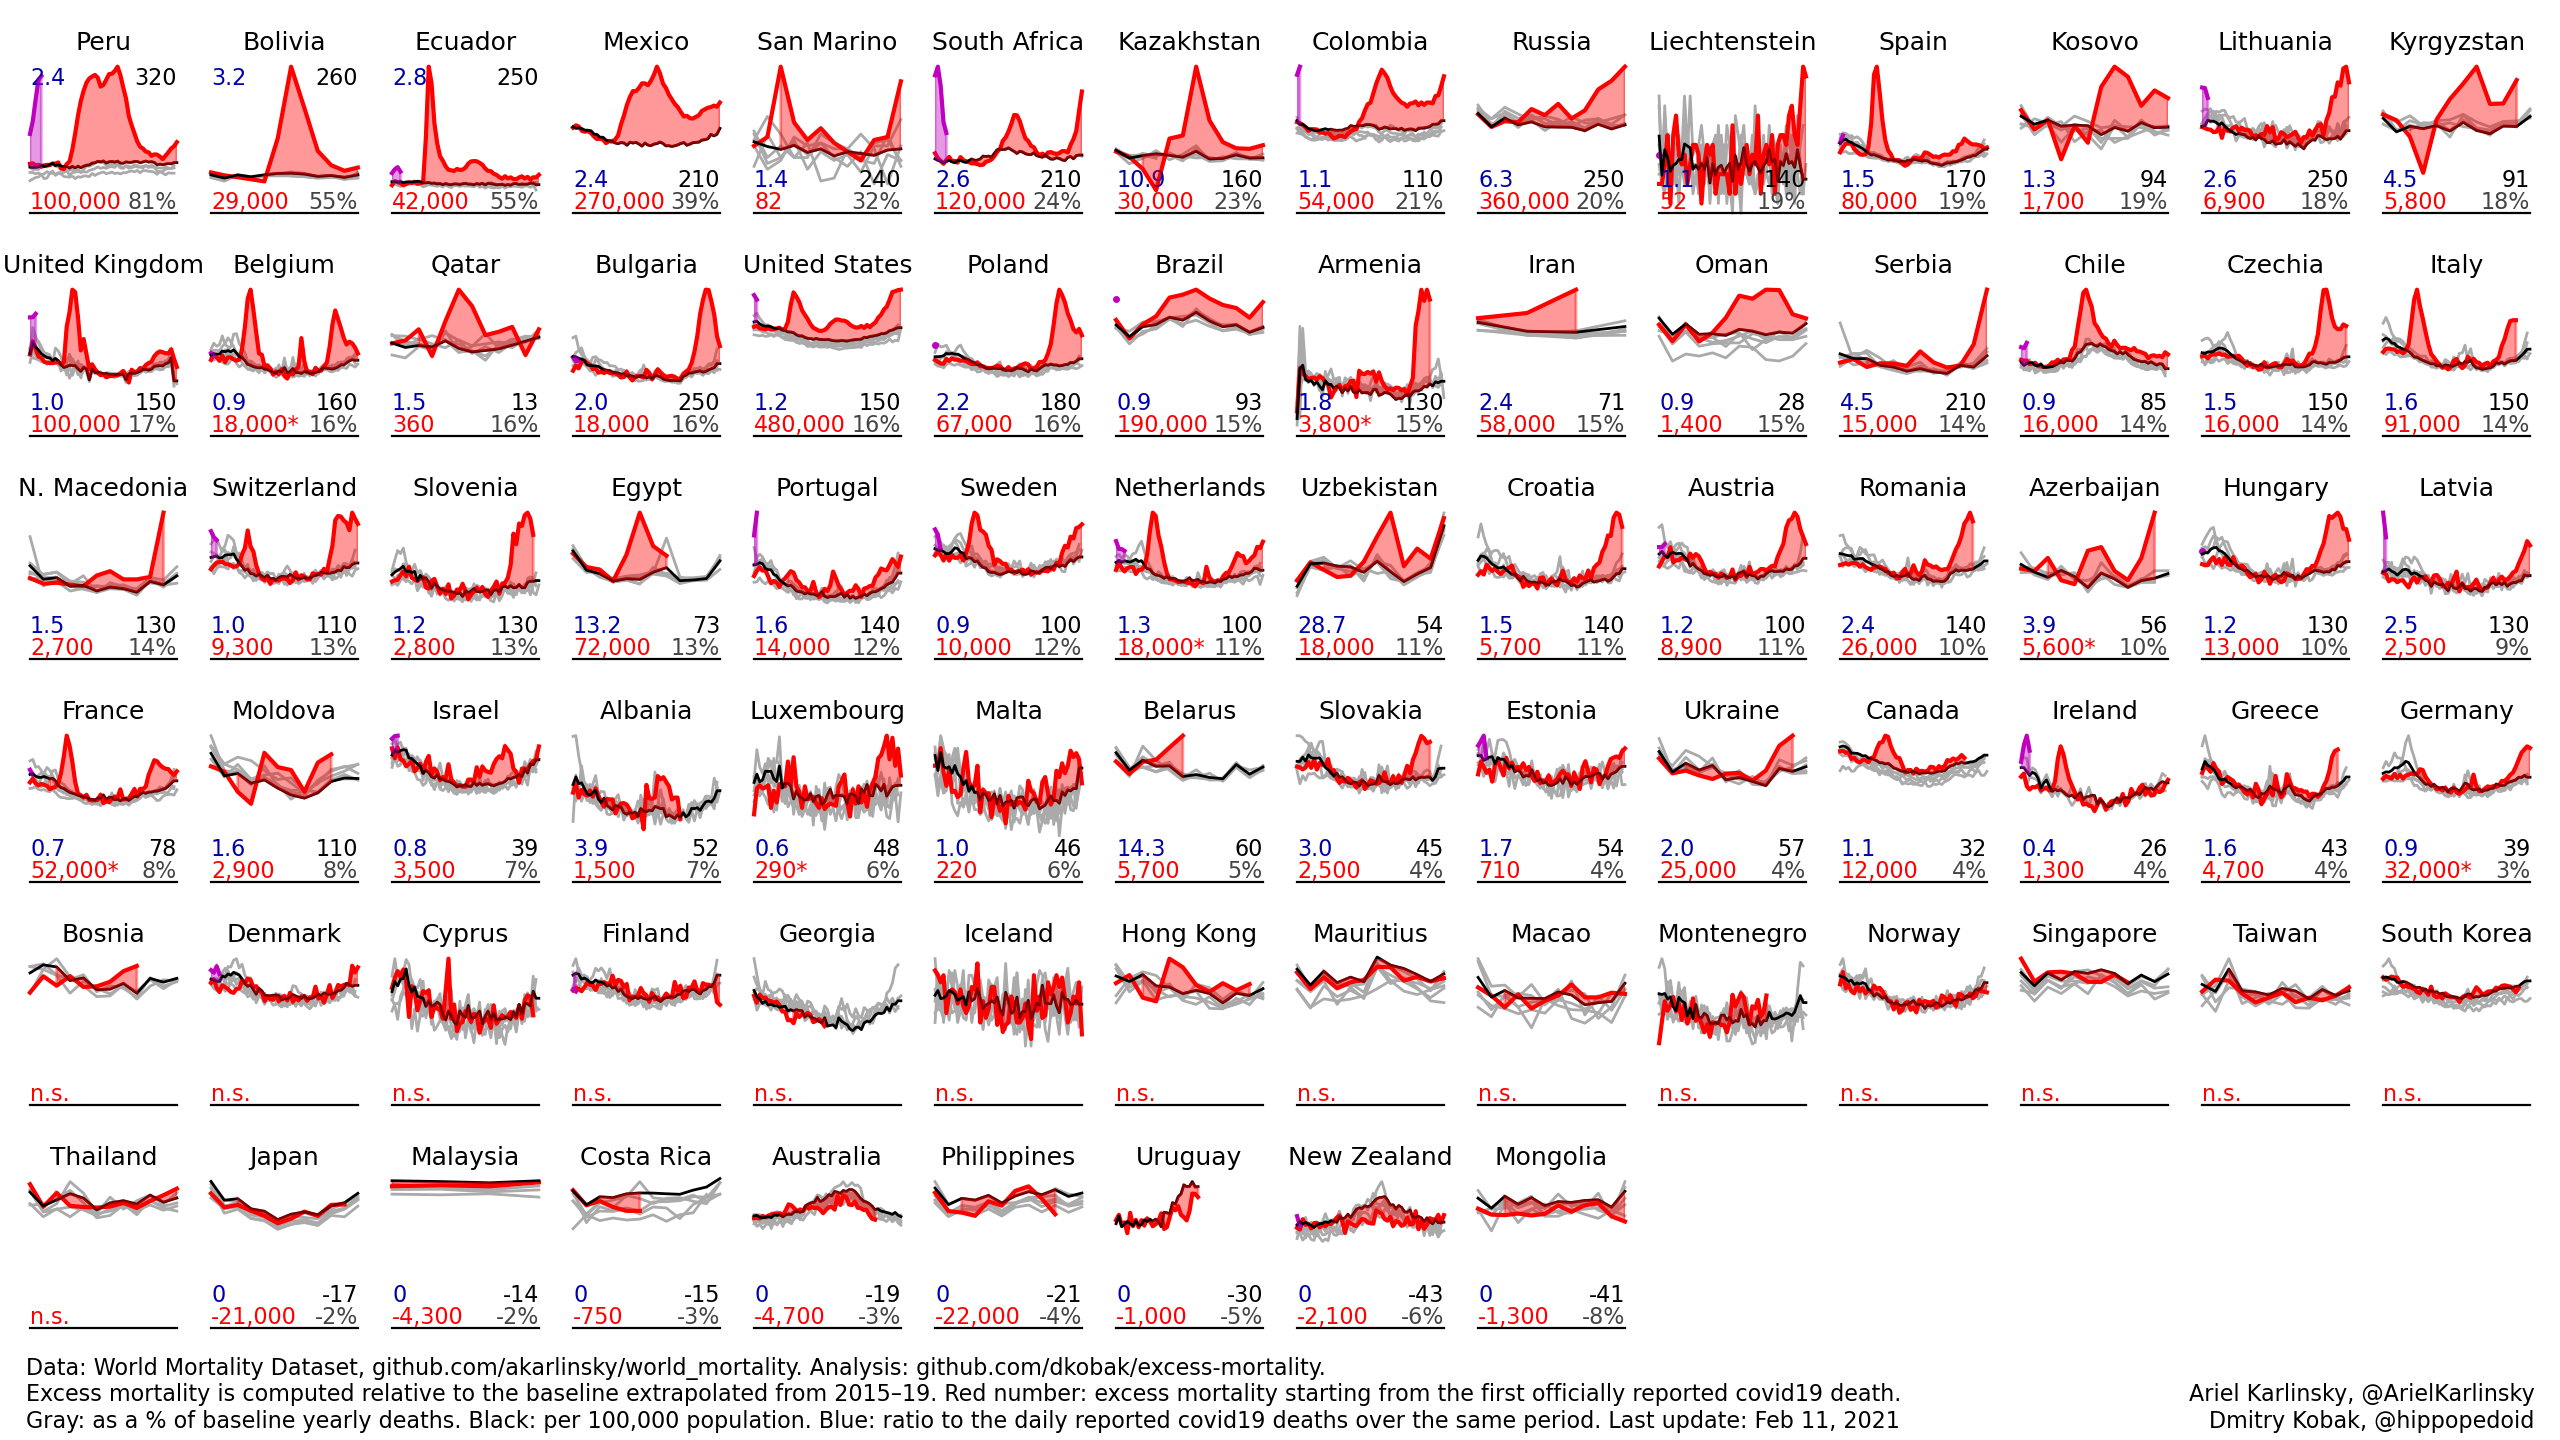 Peru Bolivia Ecuador Mexico San Marino South Africa Kazakhstan Colombia Russia Liechtenstein Spain Kosovo Lithuania Kyrgyzstan
2.4 320 3.2 260 2.8 250
2.4 210 1.4 240 2.6 210 10.9 160 1.1 110 6.3 250 1.1 140 1.5 170 1.3 94 2.6 250 4.5 91
100,000 81% 29,000 55% 42,000 55% 270,000 39% 82 32% 120,000 24% 30,000 23% 54,000 21% 360,000 20% 52 19% 80,000 19% 1,700 19% 6,900 18% 5,800 18%
United Kingdom Belgium Qatar Bulgaria United States Poland Brazil Armenia Iran Oman Serbia Chile Czechia Italy
1.0 150 0.9 160 1.5 13 2.0 250 1.2 150 2.2 180 0.9 93 1.8 130 2.4 71 0.9 28 4.5 210 0.9 85 1.5 150 1.6 150
100,000 17% 18,000* 16% 360 16% 18,000 16% 480,000 16% 67,000 16% 190,000 15% 3,800* 15% 58,000 15% 1,400 15% 15,000 14% 16,000 14% 16,000 14% 91,000 14%
N. Macedonia Switzerland Slovenia Egypt Portugal Sweden Netherlands Uzbekistan Croatia Austria Romania Azerbaijan Hungary Latvia
1.5 130 1.0 110 1.2 130 13.2 73 1.6 140 0.9 100 1.3 100 28.7 54 1.5 140 1.2 100 2.4 140 3.9 56 1.2 130 2.5 130
2,700 14% 9,300 13% 2,800 13% 72,000 13% 14,000 12% 10,000 12% 18,000* 11% 18,000 11% 5,700 11% 8,900 11% 26,000 10% 5,600* 10% 13,000 10% 2,500 9%
France Moldova Israel Albania Luxembourg Malta Belarus Slovakia Estonia Ukraine Canada Ireland Greece Germany
0.7 78 1.6 110 0.8 39 3.9 52 0.6 48 1.0 46 14.3 60 3.0 45 1.7 54 2.0 57 1.1 32 0.4 26 1.6 43 0.9 39
52,000* 8% 2,900 8% 3,500 7% 1,500 7% 290* 6% 220 6% 5,700 5% 2,500 4% 710 4% 25,000 4% 12,000 4% 1,300 4% 4,700 4% 32,000* 3%
Bosnia Denmark Cyprus Finland Georgia Iceland Hong Kong Mauritius Macao Montenegro Norway Singapore Taiwan South Korea
n.s. n.s. n.s. n.s. n.s. n.s. n.s. n.s. n.s. n.s. n.s. n.s. n.s. n.s.
Thailand Japan Malaysia Costa Rica Australia Philippines Uruguay New Zealand Mongolia
0 -17 0 -14 0 -15 0 -19 0 -21 0 -30 0 -43 0 -41
n.s. -21,000 -2% -4,300 -2% -750 -3% -4,700 -3% -22,000 -4% -1,000 -5% -2,100 -6% -1,300 -8%
Data: World Mortality Dataset, github.com/akarlinsky/world_mortality. Analysis: github.com/dkobak/excess-mortality.
Excess mortality is computed relative to the baseline extrapolated from 2015–19. Red number: excess mortality starting from the first officially reported covid19 death.
Gray: as a % of baseline yearly deaths. Black: per 100,000 population. Blue: ratio to the daily reported covid19 deaths over the same period. Last update: Feb 11, 2021
Ariel Karlinsky, @ArielKarlinsky
Dmitry Kobak, @hippopedoid